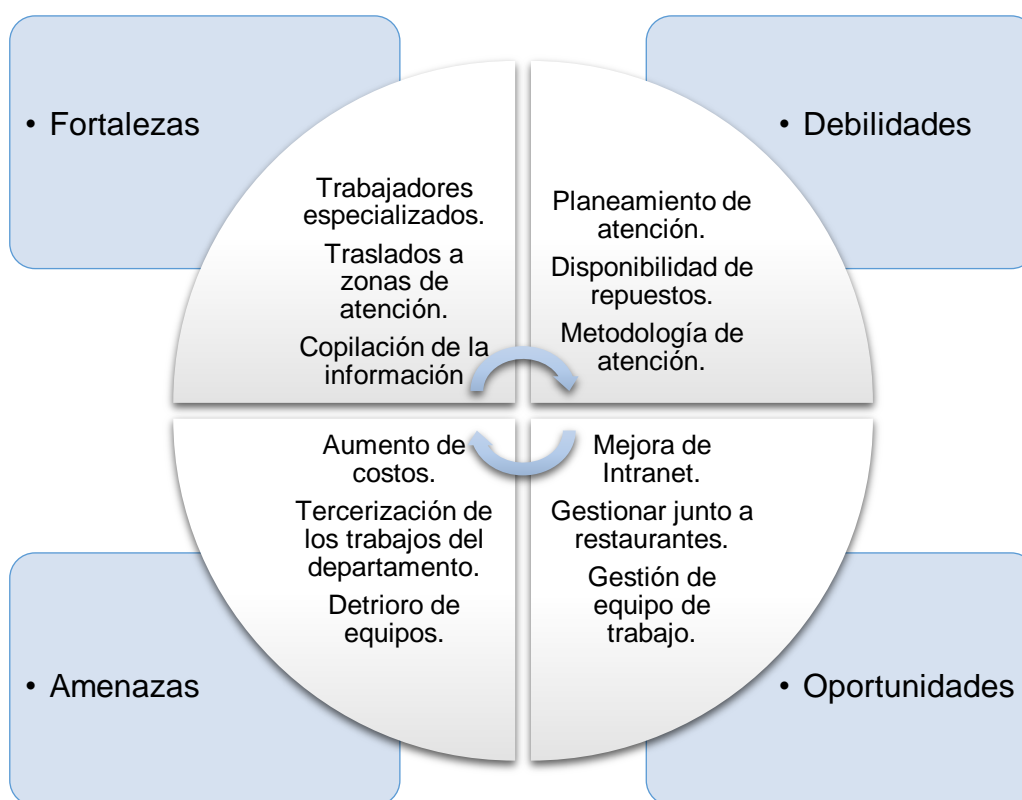 • Fortalezas
Trabajadores
especializados.
Traslados a
zonas de
atención.
Copilación de la
información
• Debilidades
Planeamiento de
atención.
Disponibilidad de
repuestos.
Metodología de
atención.
• Amenazas
Aumento de
costos.
Tercerización de
los trabajos del
departamento.
Detrioro de
equipos.
• Oportunidades
Mejora de
Intranet.
Gestionar junto a
restaurantes.
Gestión de
equipo de
trabajo.